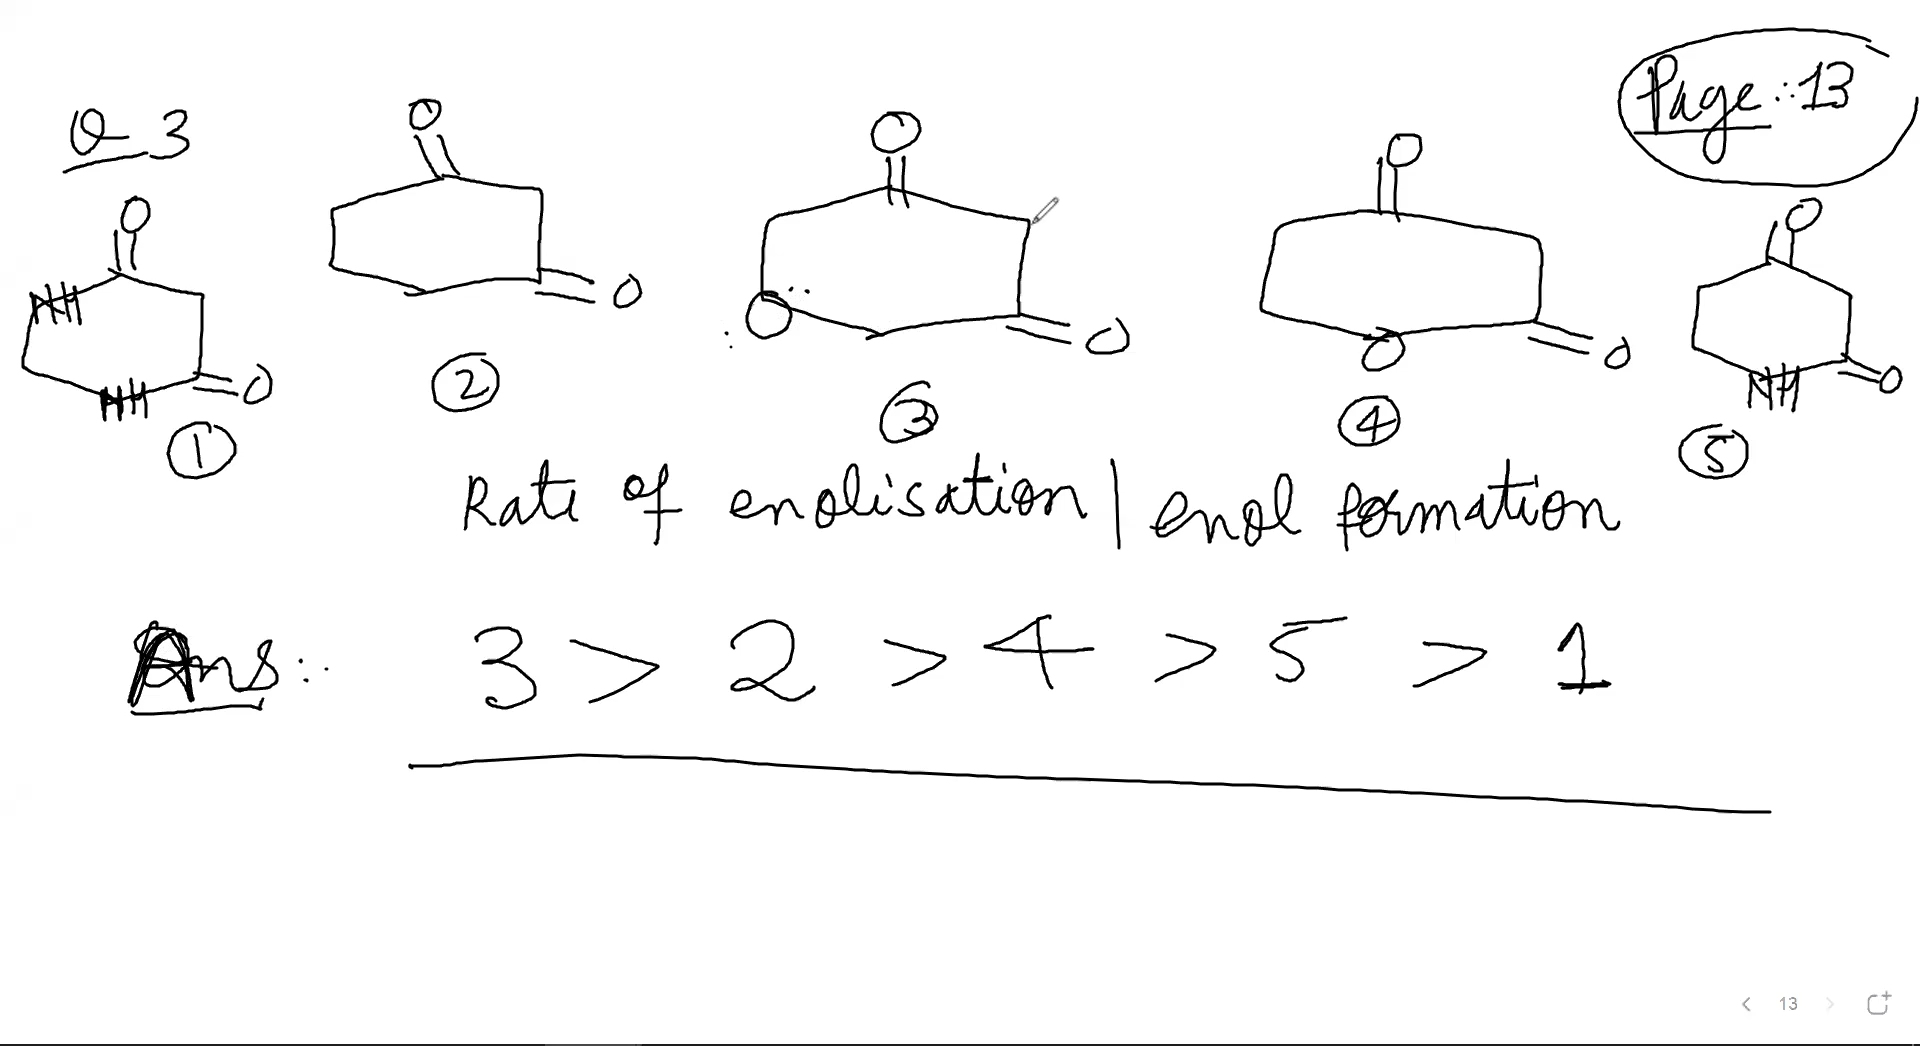 Q-3
Page :- 13
O
O
O
O
O
NH
O
O
O
O
O
NH
O
NH
O
1
2
3
4
5
Rate of enolisation | enol formation
Ans :- 3 > 2 > 4 > 5 > 1
13